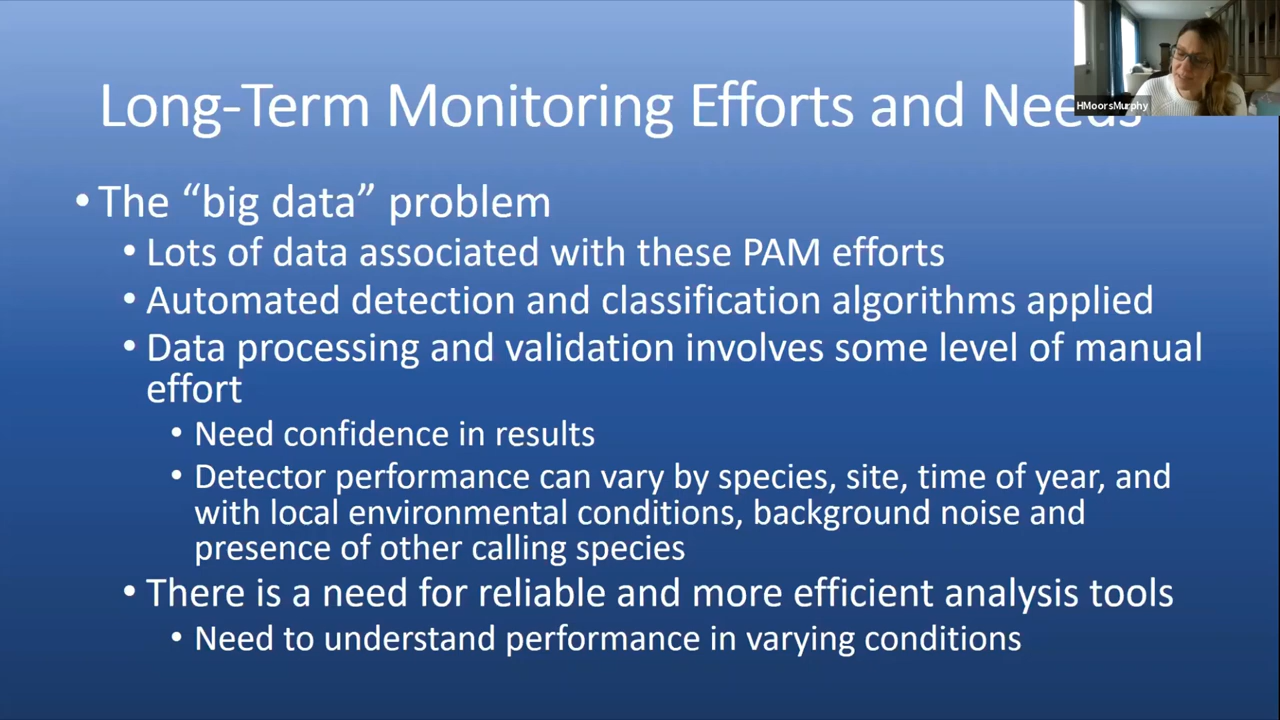 Long-Term Monitoring Efforts and Needs
HMoorsMurphy
• The “big data” problem
• Lots of data associated with these PAM efforts
• Automated detection and classification algorithms applied
• Data processing and validation involves some level of manual
effort
• Need confidence in results
• Detector performance can vary by species, site, time of year, and
with local environmental conditions, background noise and
presence of other calling species
• There is a need for reliable and more efficient analysis tools
• Need to understand performance in varying conditions